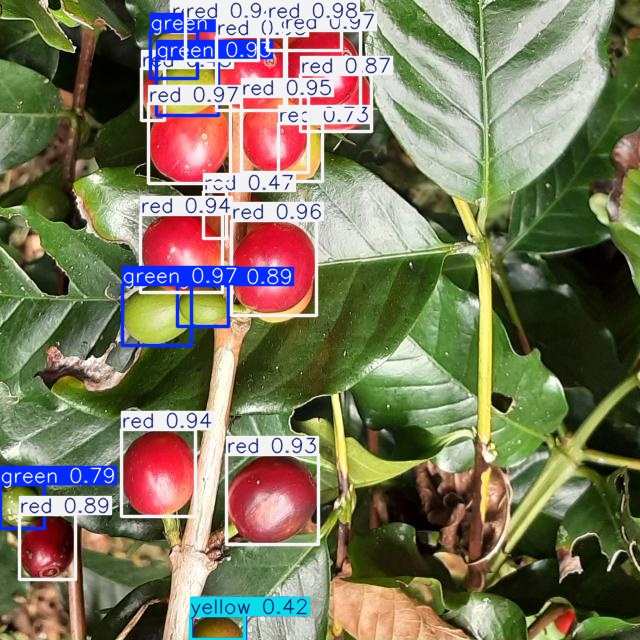 red 0.98
green
red 0.97
green 0.93
red 0.87
red 0.97
red 0.95
red 0.73
red 0.47
red 0.94
red 0.96
green 0.97
0.89
red 0.94
red 0.93
green 0.79
red 0.89
yellow 0.42